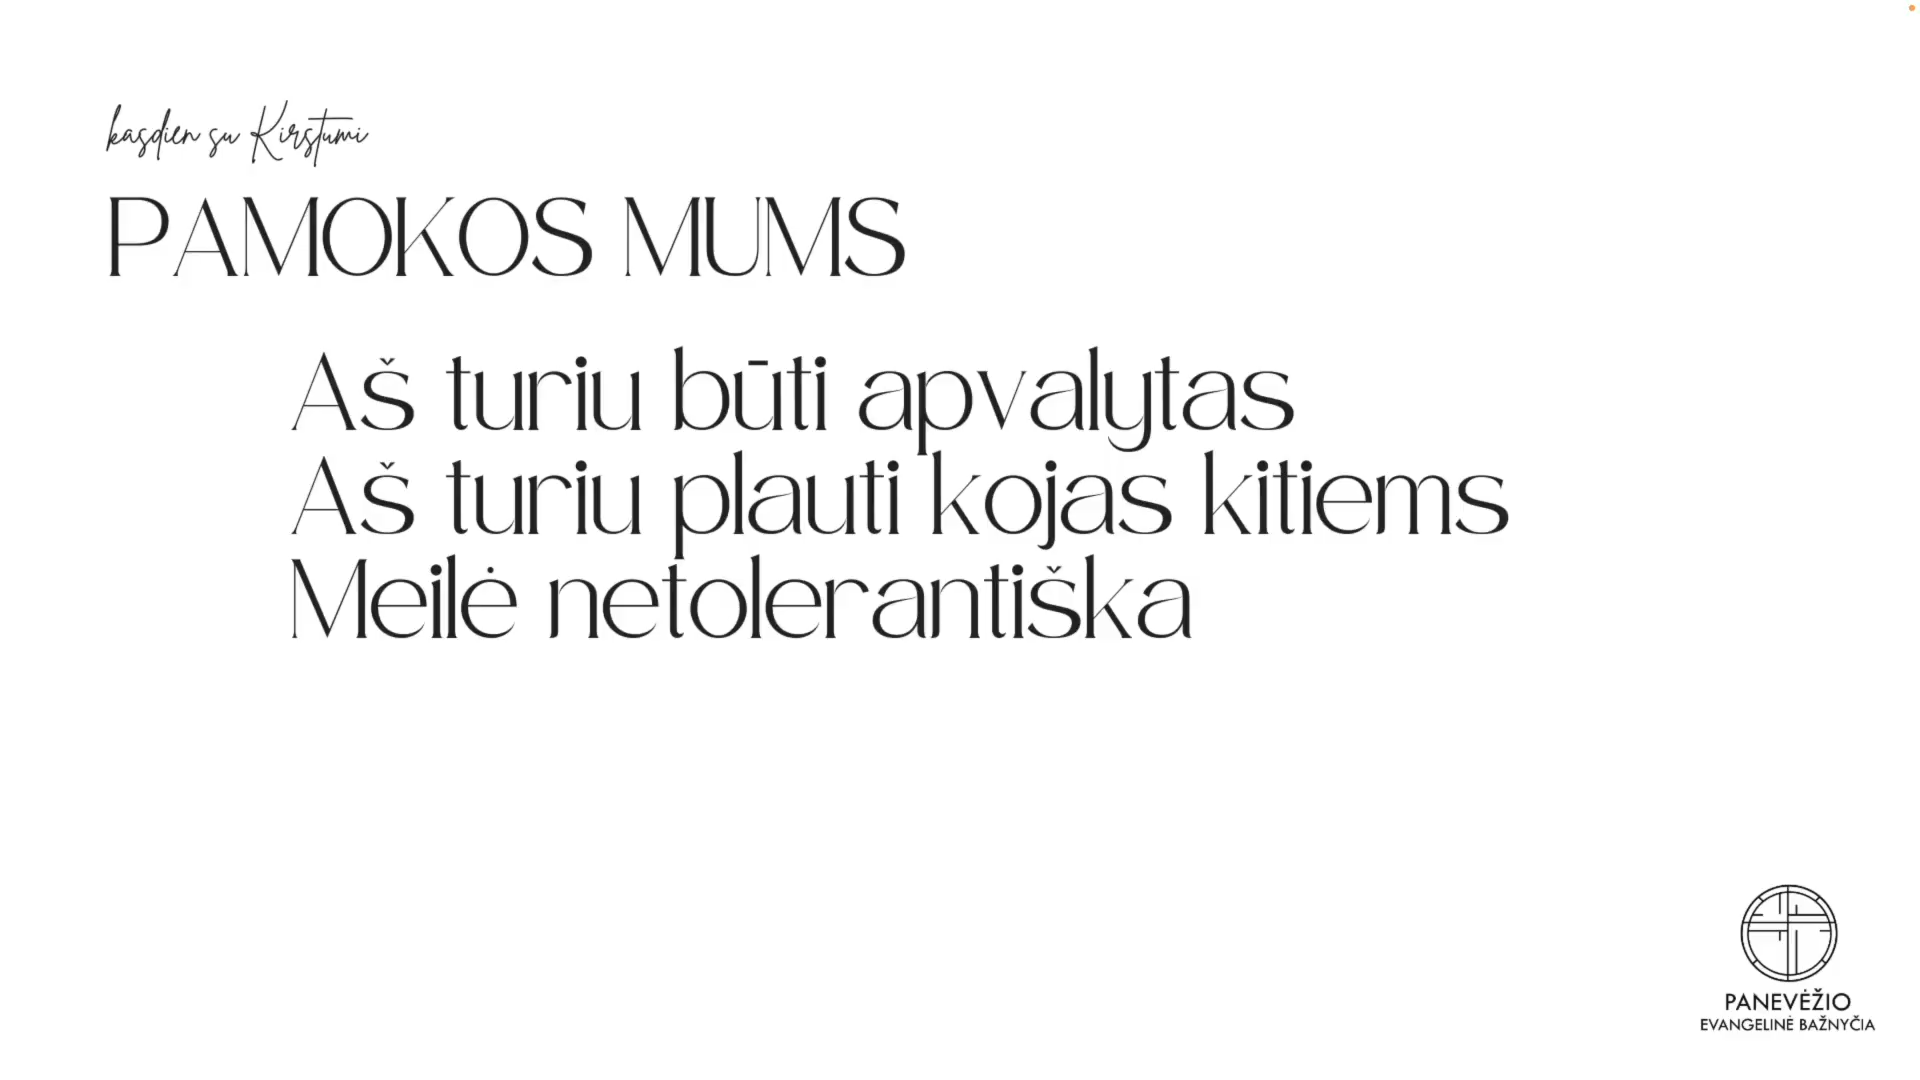 kasdien su Kirstumi
PAMOKOS MUMS
Aš turiu būti apvalytas
Aš turiu plauti kojas kitiems
Meilė netolerantiška
PANEVĖŽIO
EVANGELINĖ BAŽNYČIA